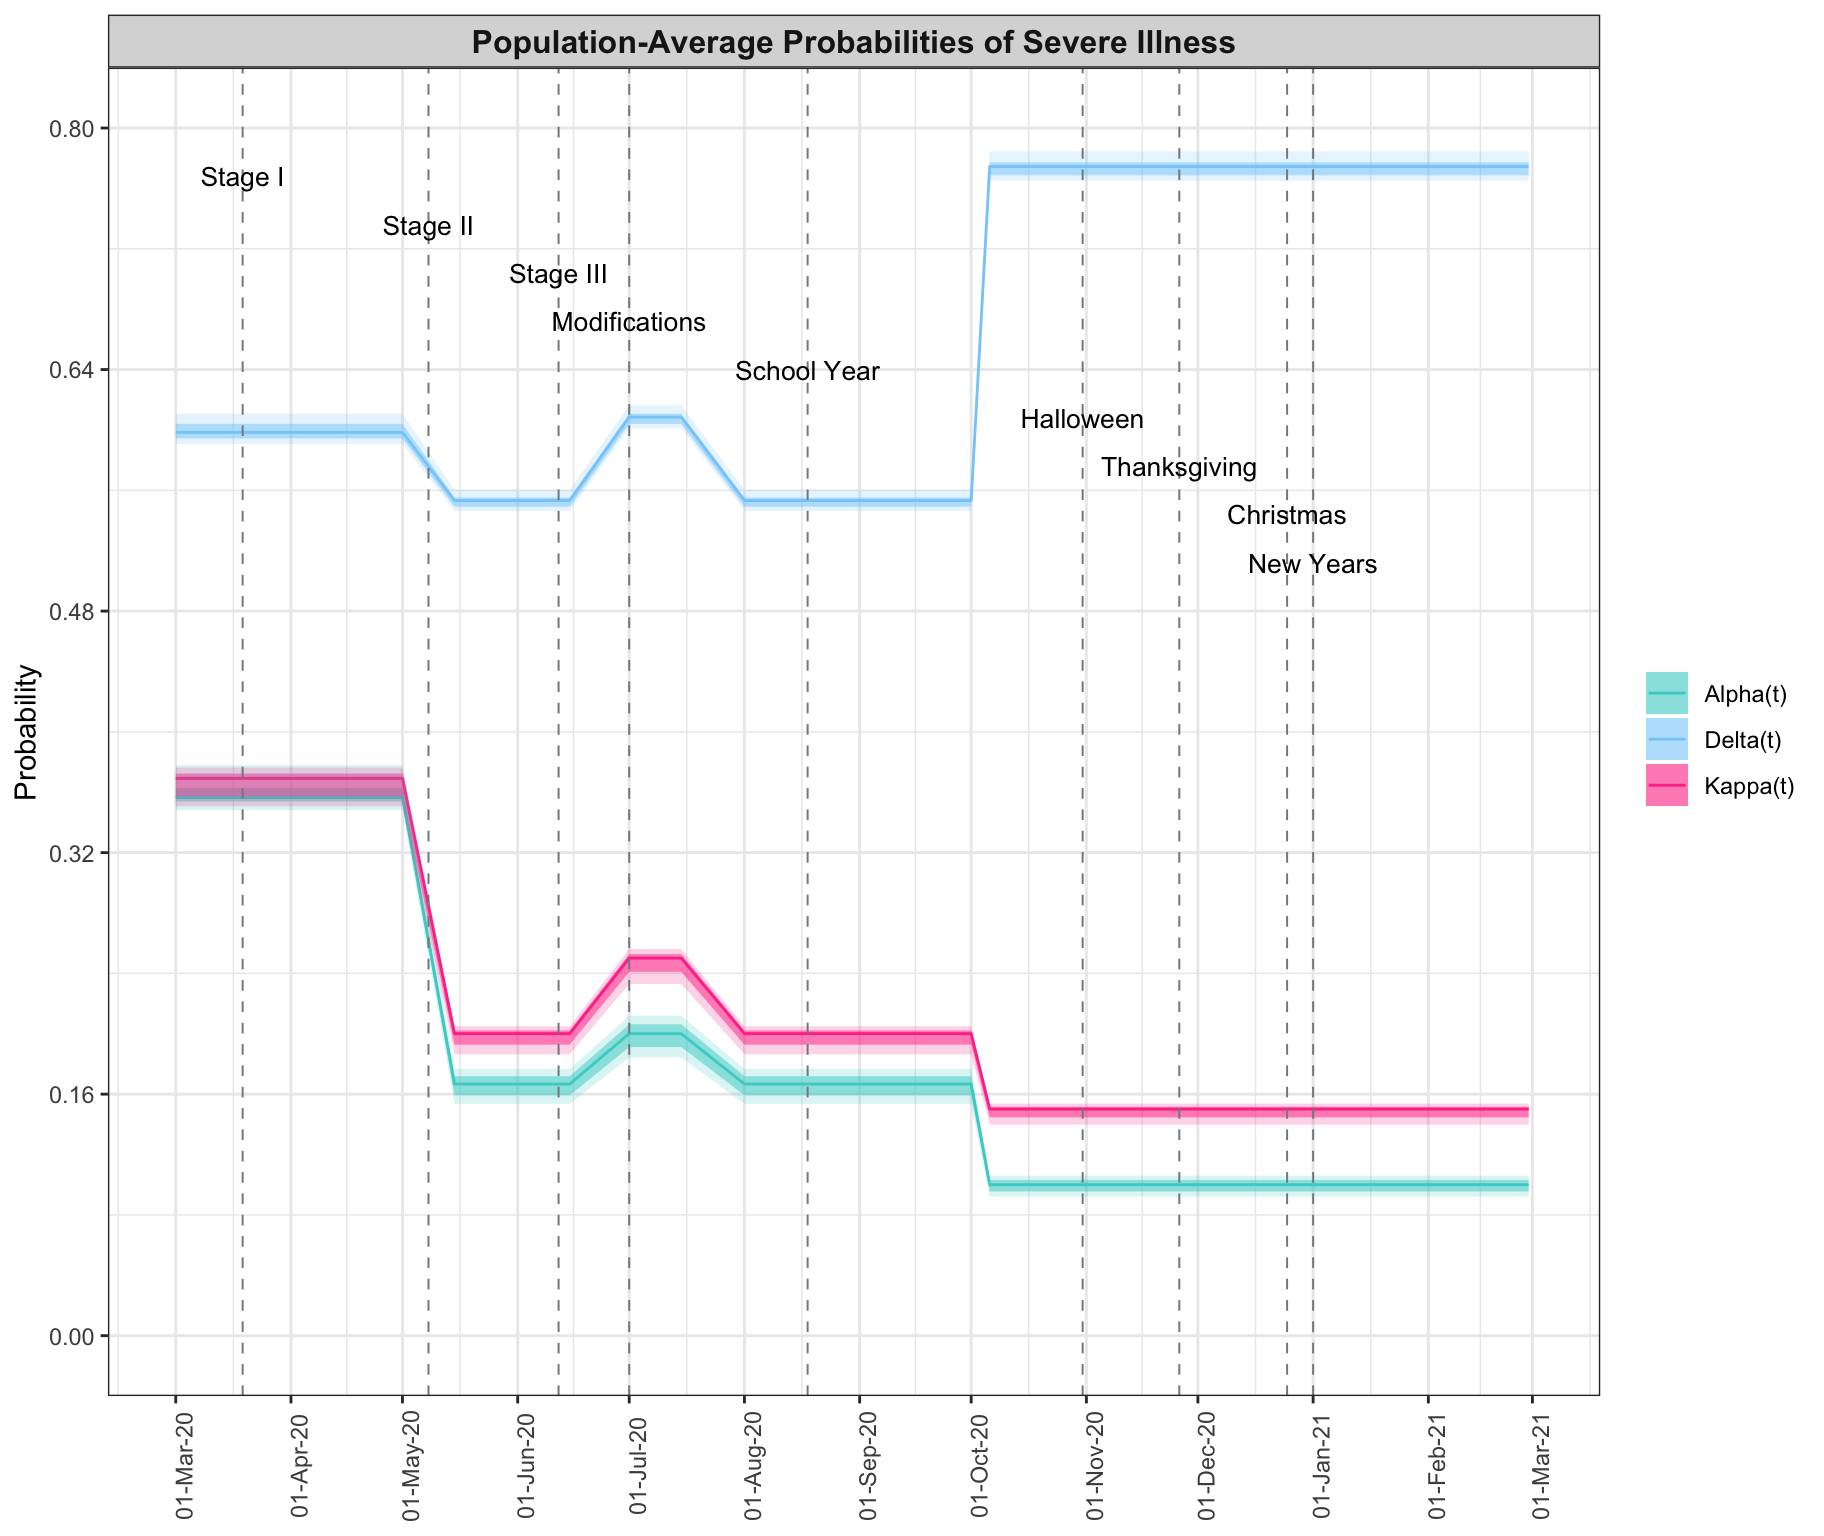 Population-Average Probabilities of Severe Illness
0.80
0.64
0.48
0.32
0.16
0.00
Probability
Stage I
Stage II
Stage III
Modifications
School Year
Halloween
Thanksgiving
Christmas
New Years
Alpha(t)
Delta(t)
Kappa(t)
01-Mar-20
01-Apr-20
01-May-20
01-Jun-20
01-Jul-20
01-Aug-20
01-Sep-20
01-Oct-20
01-Nov-20
01-Dec-20
01-Jan-21
01-Feb-21
01-Mar-21